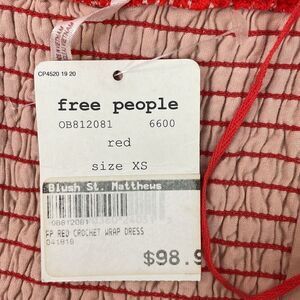 CP4520 19 20
free people
OB812081 6600
red
size XS
Blush St. Matthews
OB812081
FP RED CROCHET WRAP DRESS
041818
$98.9